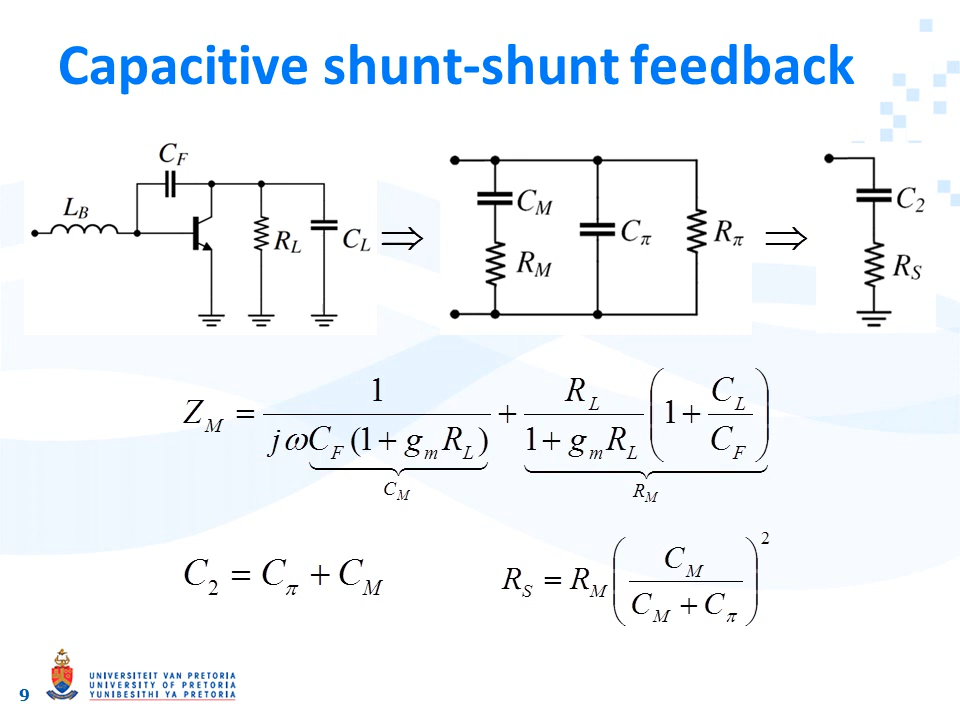 Capacitive shunt-shunt feedback
C_F
L_B
R_L
C_L
⇒
C_M
R_M
C_π
R_π
⇒
C_2
R_S
Z_M = 1 / (jωC_F(1 + g_m R_L)) + R_L / (1 + g_m R_L) (1 + C_L / C_F)
C_M
R_M
C_2 = C_π + C_M
R_S = R_M (C_M / (C_M + C_π))^2
UNIVERSITEIT VAN PRETORIA
UNIVERSITY OF PRETORIA
YUNIBESITHI YA PRETORIA
9